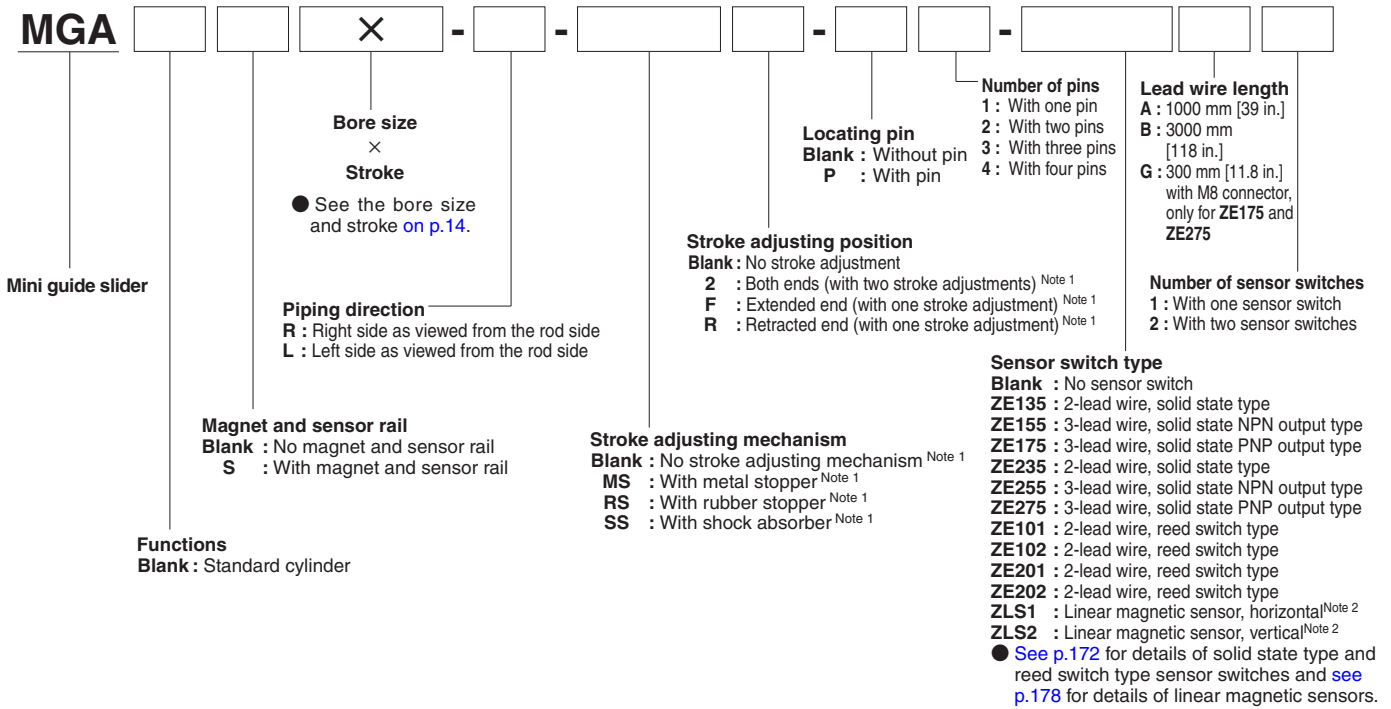 MGA × - - - -
Bore size
×
Stroke
● See the bore size
and stroke on p.14.
Mini guide slider
Piping direction
R : Right side as viewed from the rod side
L : Left side as viewed from the rod side
Magnet and sensor rail
Blank : No magnet and sensor rail
S : With magnet and sensor rail
Functions
Blank : Standard cylinder
Number of pins
1 : With one pin
2 : With two pins
3 : With three pins
4 : With four pins
Locating pin
Blank : Without pin
P : With pin
Stroke adjusting position
Blank : No stroke adjustment
2 : Both ends (with two stroke adjustments) Note 1
F : Extended end (with one stroke adjustment) Note 1
R : Retracted end (with one stroke adjustment) Note 1
Stroke adjusting mechanism
Blank : No stroke adjusting mechanism Note 1
MS : With metal stopper Note 1
RS : With rubber stopper Note 1
SS : With shock absorber Note 1
Lead wire length
A : 1000 mm [39 in.]
B : 3000 mm
[118 in.]
G : 300 mm [11.8 in.]
with M8 connector,
only for ZE175 and
ZE275
Number of sensor switches
1 : With one sensor switch
2 : With two sensor switches
Sensor switch type
Blank : No sensor switch
ZE135 : 2-lead wire, solid state type
ZE155 : 3-lead wire, solid state NPN output type
ZE175 : 3-lead wire, solid state PNP output type
ZE235 : 2-lead wire, solid state type
ZE255 : 3-lead wire, solid state NPN output type
ZE275 : 3-lead wire, solid state PNP output type
ZE101 : 2-lead wire, reed switch type
ZE102 : 2-lead wire, reed switch type
ZE201 : 2-lead wire, reed switch type
ZE202 : 2-lead wire, reed switch type
ZLS1 : Linear magnetic sensor, horizontal Note 2
ZLS2 : Linear magnetic sensor, vertical Note 2
● See p.172 for details of solid state type and
reed switch type sensor switches and see
p.178 for details of linear magnetic sensors.